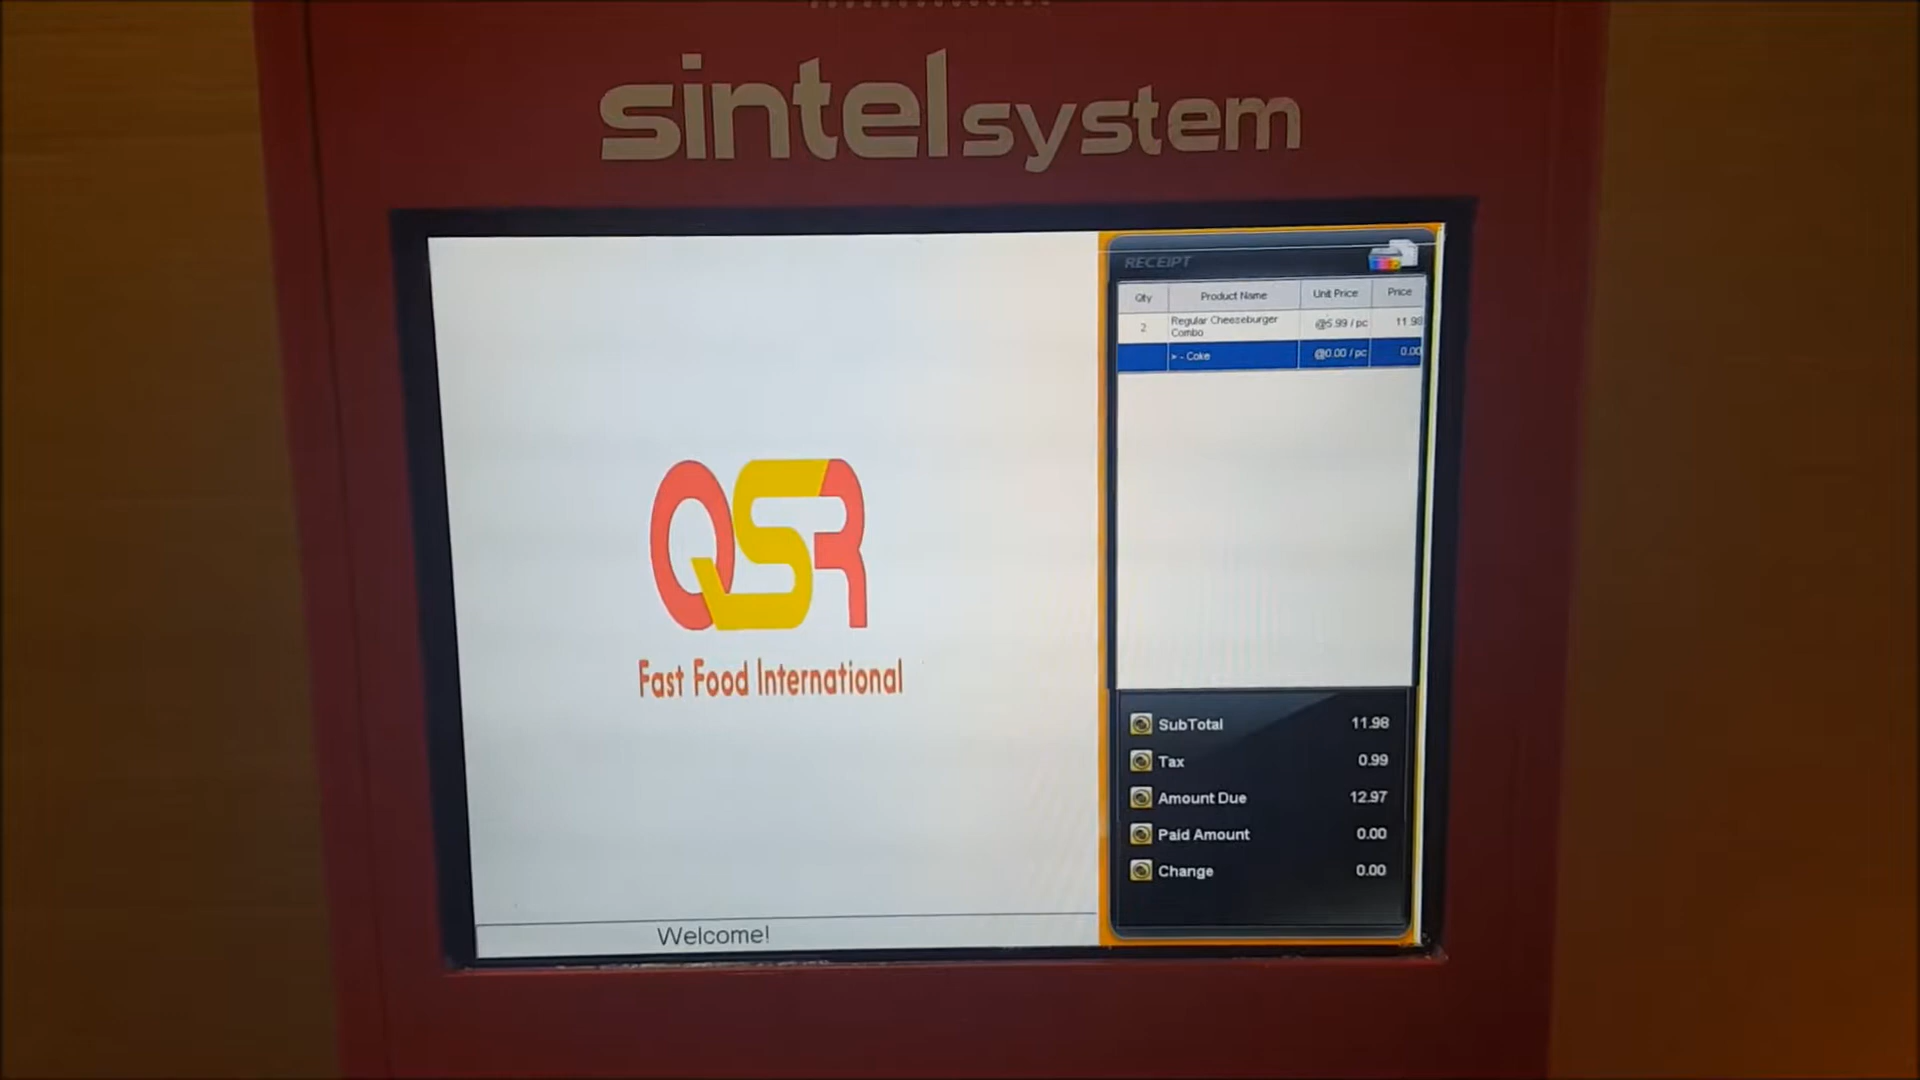 sintel system
RECEIPT
Qty Product Name Unit Price Price
2 Regular Cheeseburger Combo @5.99 / pc 11.98
> - Coke @0.00 / pc 0.00
QSR
Fast Food International
SubTotal 11.98
Tax 0.99
Amount Due 12.97
Paid Amount 0.00
Change 0.00
Welcome!